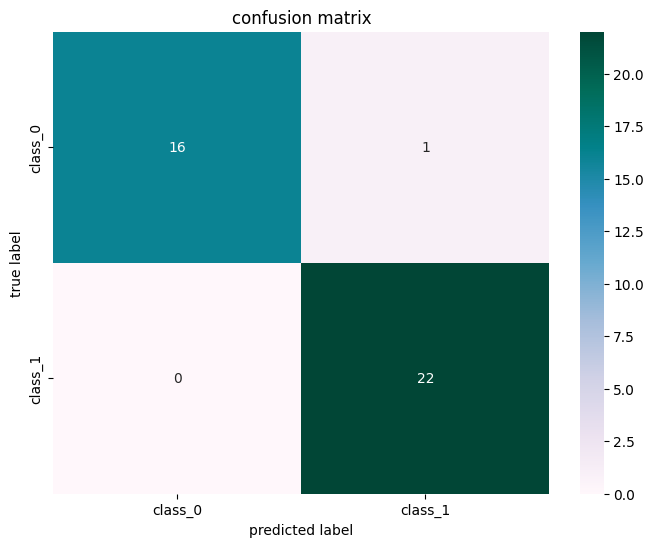 confusion matrix
class_0
class_1
true label
16
1
0
22
class_0
class_1
predicted label
20.0
17.5
15.0
12.5
10.0
7.5
5.0
2.5
0.0